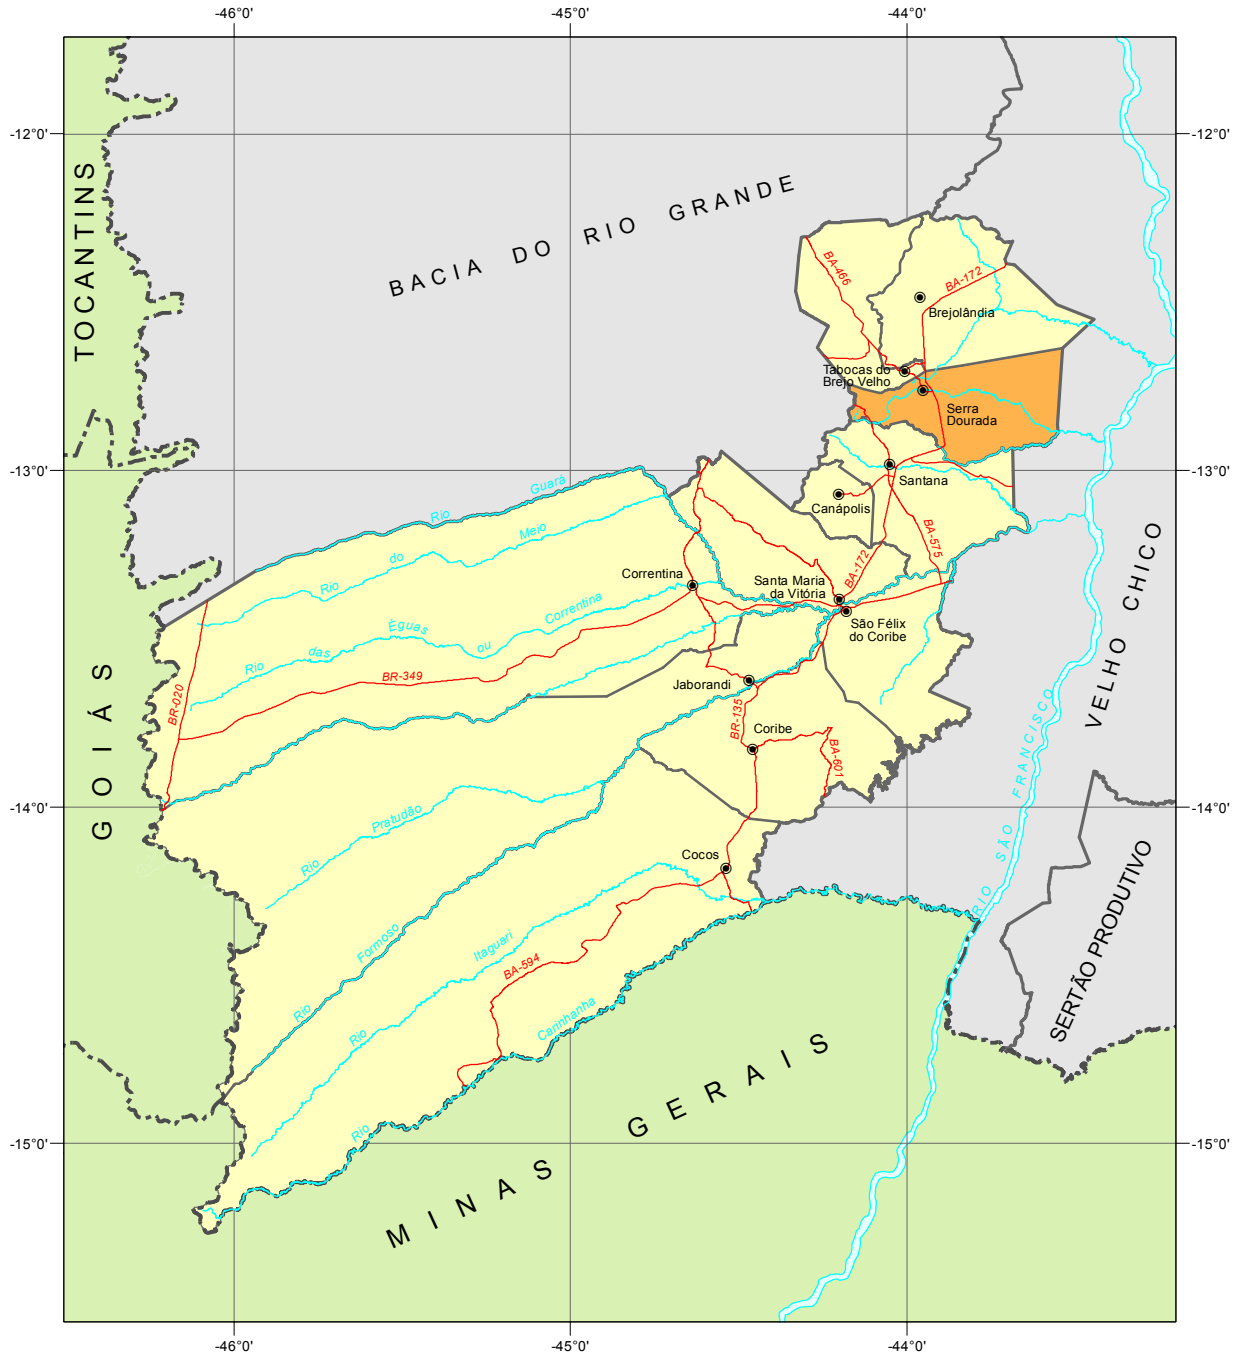 -46°0'
-45°0'
-44°0'
-12°0'
-12°0'
TOCANTINS
BACIA DO RIO GRANDE
BA-466
BA-172
Brejolândia
Tabocas do
Brejo Velho
Serra
Dourada
-13°0'
-13°0'
Santana
Canápolis
Rio Guará
Rio do Meio
BA-575
VELHO CHICO
Correntina
Santa Maria
da Vitória
BA-172
São Félix
do Coribe
Rio das Éguas ou Correntina
BR-349
BR-020
GOIÁS
Jaborandi
BR-135
Coribe
BA-601
RIO SÃO FRANCISCO
-14°0'
-14°0'
Rio Pratudão
Cocos
SERTÃO PRODUTIVO
Rio Formoso
Rio Itaguari
BA-594
Rio Carinhanha
MINAS GERAIS
-15°0'
-15°0'
-46°0'
-45°0'
-44°0'